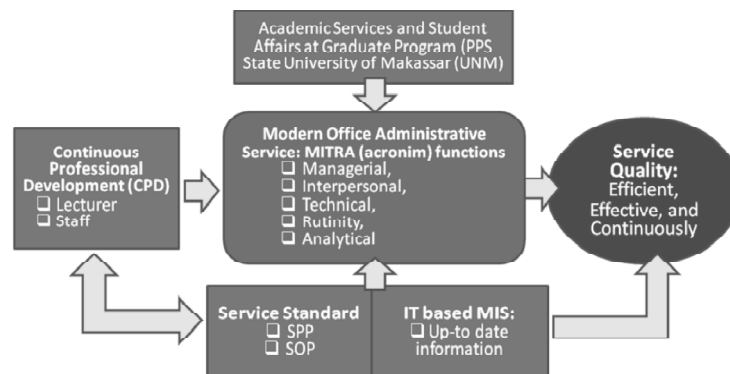 Academic Services and Student
Affairs at Graduate Program (PPS
State University of Makassar (UNM)
Continuous
Professional
Development (CPD)
❑ Lecturer
❑ Staff
Modern Office Administrative
Service: MITRA (acronim) functions
❑ Managerial,
❑ Interpersonal,
❑ Technical,
❑ Rutinity,
❑ Analytical
Service
Quality:
Efficient,
Effective, and
Continuously
Service Standard
❑ SPP
❑ SOP
IT based MIS:
❑ Up-to date
information